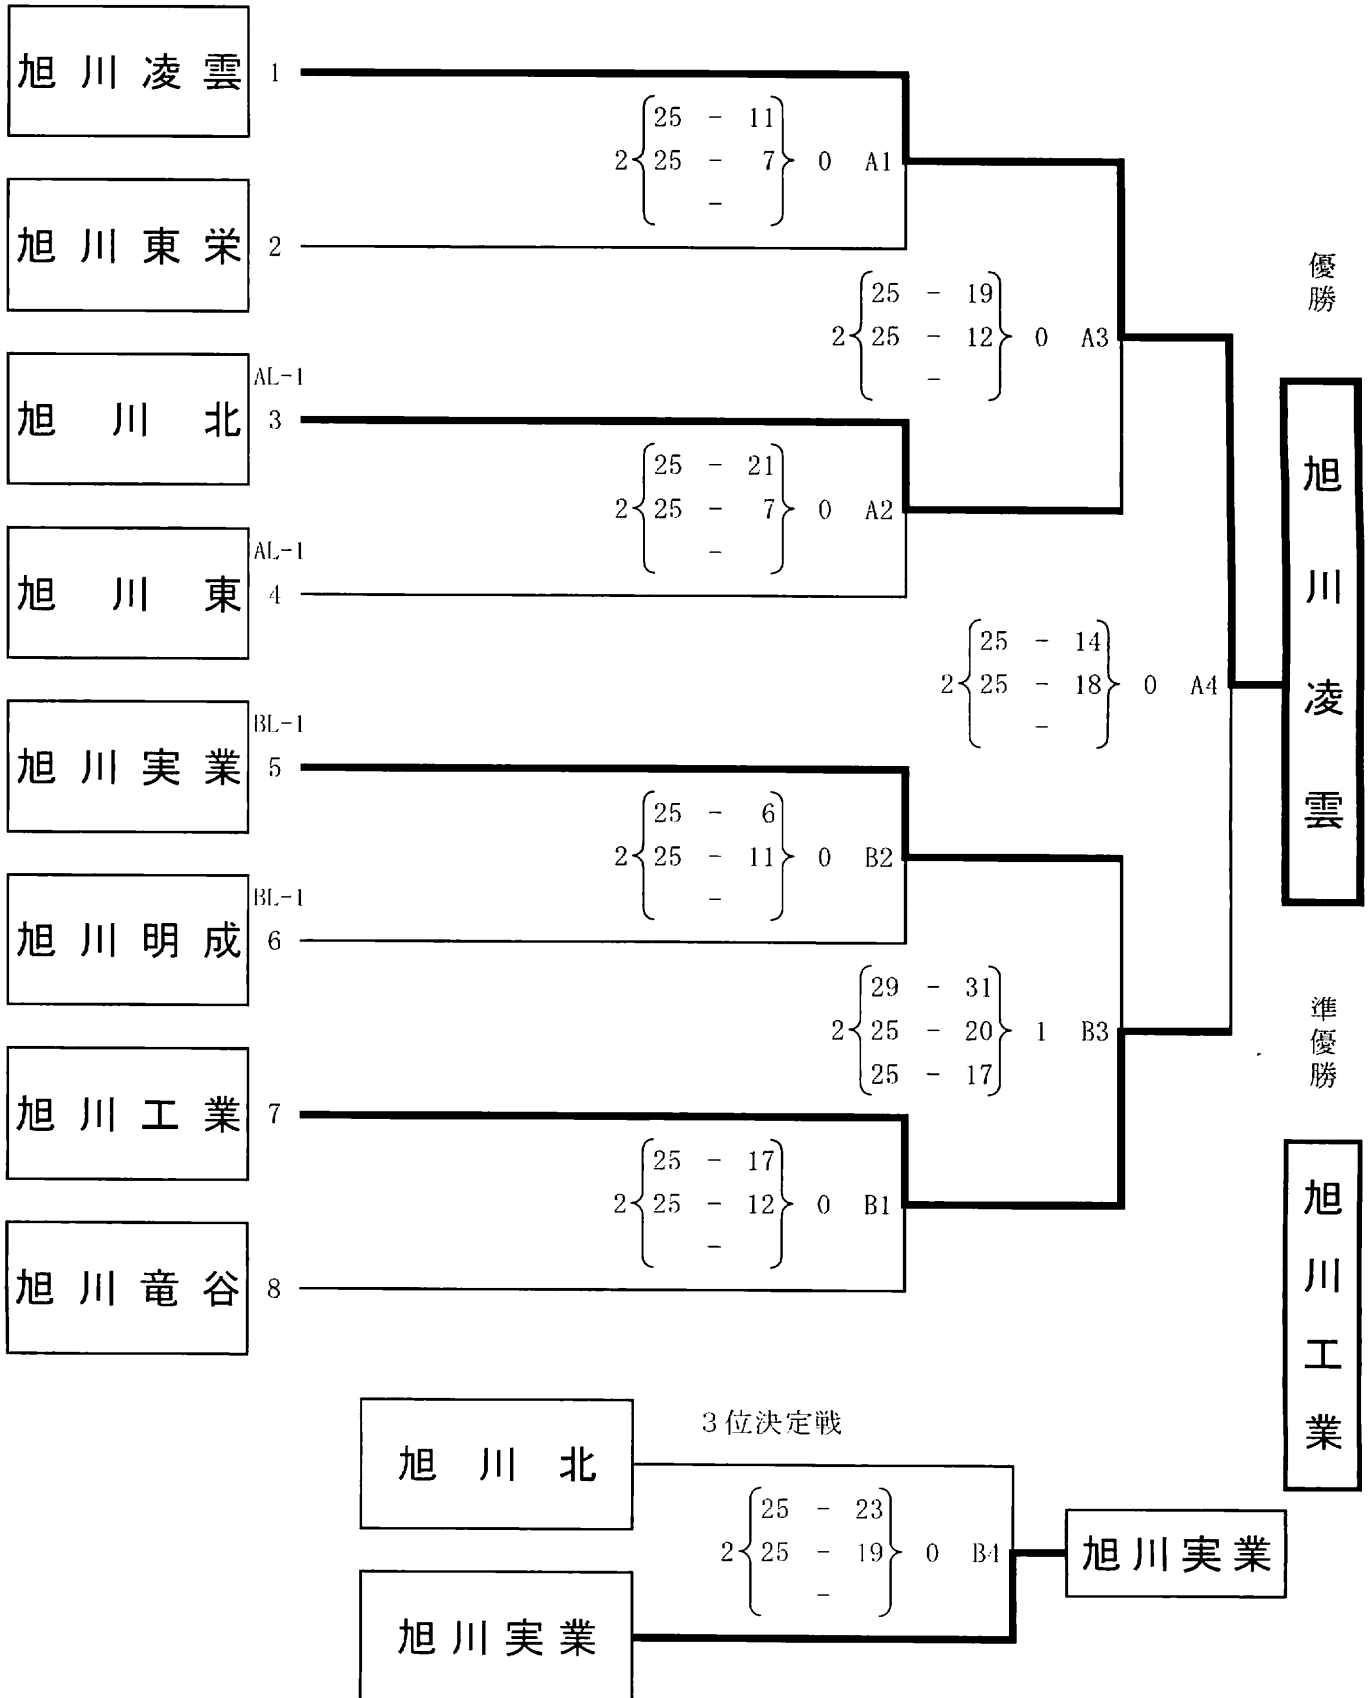 旭川凌雲 1
25 - 11
2 25 - 7 0 A1
-
旭川東栄 2
優勝
25 - 19
2 25 - 12 0 A3
-
AL-1
旭川北 3
25 - 21
2 25 - 7 0 A2
-
旭川凌雲
AL-1
旭川東 4
25 - 14
2 25 - 18 0 A4
-
BL-1
旭川実業 5
25 - 6
2 25 - 11 0 B2
-
BL-1
旭川明成 6
29 - 31
2 25 - 20 1 B3
25 - 17
準優勝
旭川工業 7
25 - 17
2 25 - 12 0 B1
-
旭川工業
旭川竜谷 8
3位決定戦
旭川北
25 - 23
2 25 - 19 0 B4
-
旭川実業
旭川実業